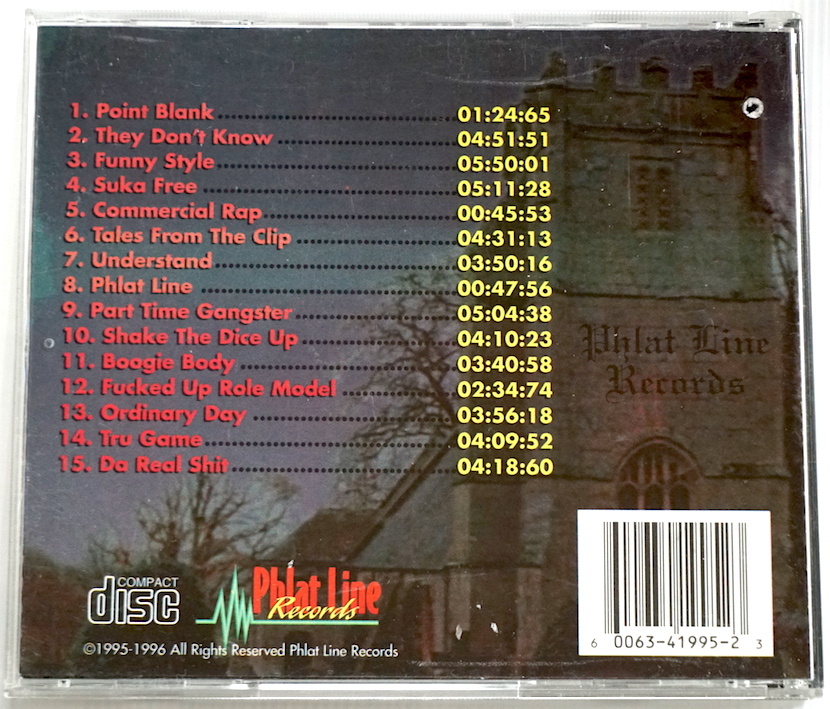 1. Point Blank 01:24:65
2. They Don't Know 04:51:51
3. Funny Style 05:50:01
4. Suka Free 05:11:28
5. Commercial Rap 00:45:53
6. Tales From The Clip 04:31:13
7. Understand 03:50:16
8. Phlat Line 00:47:56
9. Part Time Gangster 05:04:38
10. Shake The Dice Up 04:10:23
11. Boogie Body 03:40:58
12. Fucked Up Role Model 02:34:74
13. Ordinary Day 03:56:18
14. Tru Game 04:09:52
15. Da Real Shit 04:18:60
Phlat Line
Records
COMPACT
disc
Phlat Line
Records
©1995-1996 All Rights Reserved Phlat Line Records
6 0063-41995-2 3